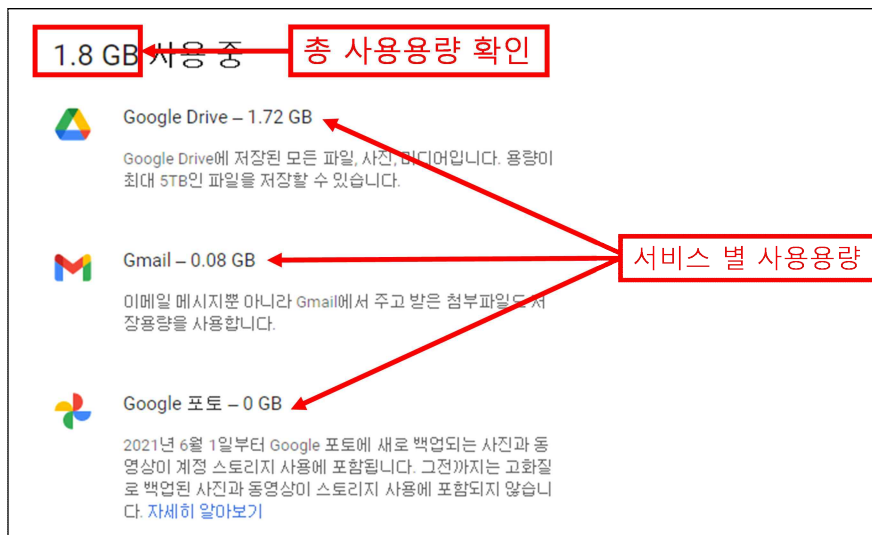 1.8 GB 사용 중
총 사용용량 확인
Google Drive – 1.72 GB
Google Drive에 저장된 모든 파일, 사진, 미디어입니다. 용량이
최대 5TB인 파일을 저장할 수 있습니다.
서비스 별 사용용량
Gmail – 0.08 GB
이메일 메시지뿐 아니라 Gmail에서 주고 받은 첨부파일도 저
장용량을 사용합니다.
Google 포토 – 0 GB
2021년 6월 1일부터 Google 포토에 새로 백업되는 사진과 동
영상이 계정 스토리지 사용에 포함됩니다. 그전까지는 고화질
로 백업된 사진과 동영상이 스토리지 사용에 포함되지 않습니
다. 자세히 알아보기